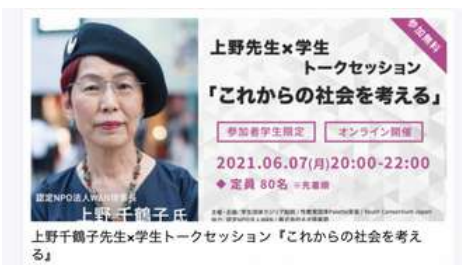 参加無料
上野先生×学生
トークセッション
「これからの社会を考える」
参加者学生限定
オンライン開催
2021.06.07(月)20:00-22:00
◆ 定員 80名 ※先着順
認定NPO法人WAN理事長
上野千鶴子氏
上野千鶴子先生×学生トークセッション『これからの社会を考え
る』